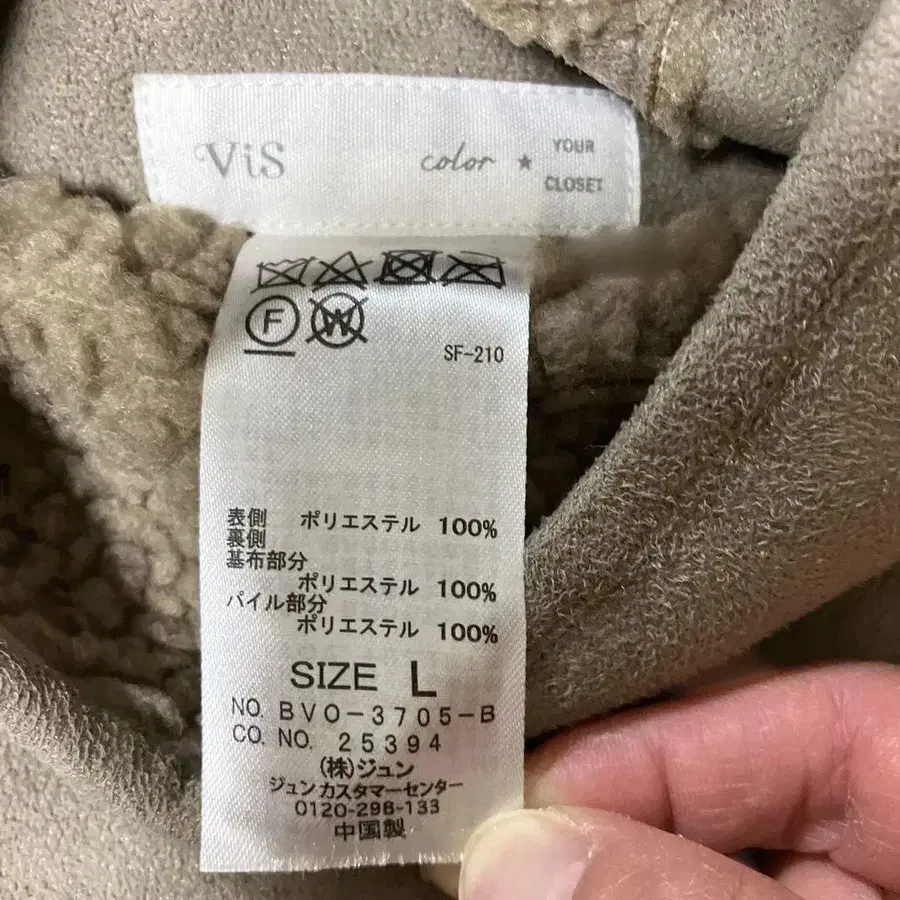 ViS color ★ YOUR CLOSET
F W
SF-210
表側 ポリエステル 100%
裏側
基布部分
ポリエステル 100%
パイル部分
ポリエステル 100%
SIZE L
NO. BVO-3705-B
CO. NO. 25394
(株)ジュン
ジュンカスタマーセンター
0120-298-133
中国製